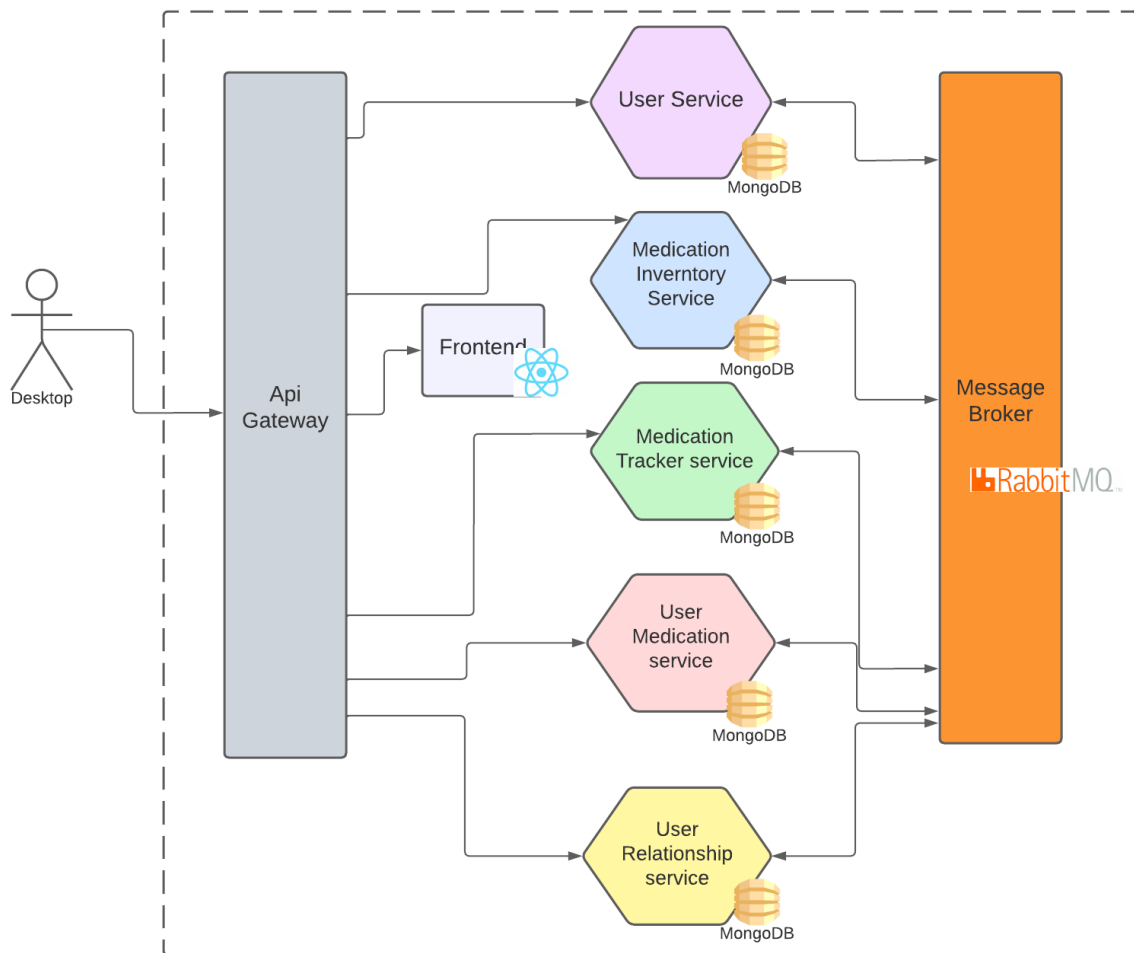 User Service
MongoDB
Medication
Inverntory
Service
MongoDB
Frontend
Desktop
Api
Gateway
Message
Broker
RabbitMQ
Medication
Tracker service
MongoDB
User
Medication
service
MongoDB
User
Relationship
service
MongoDB